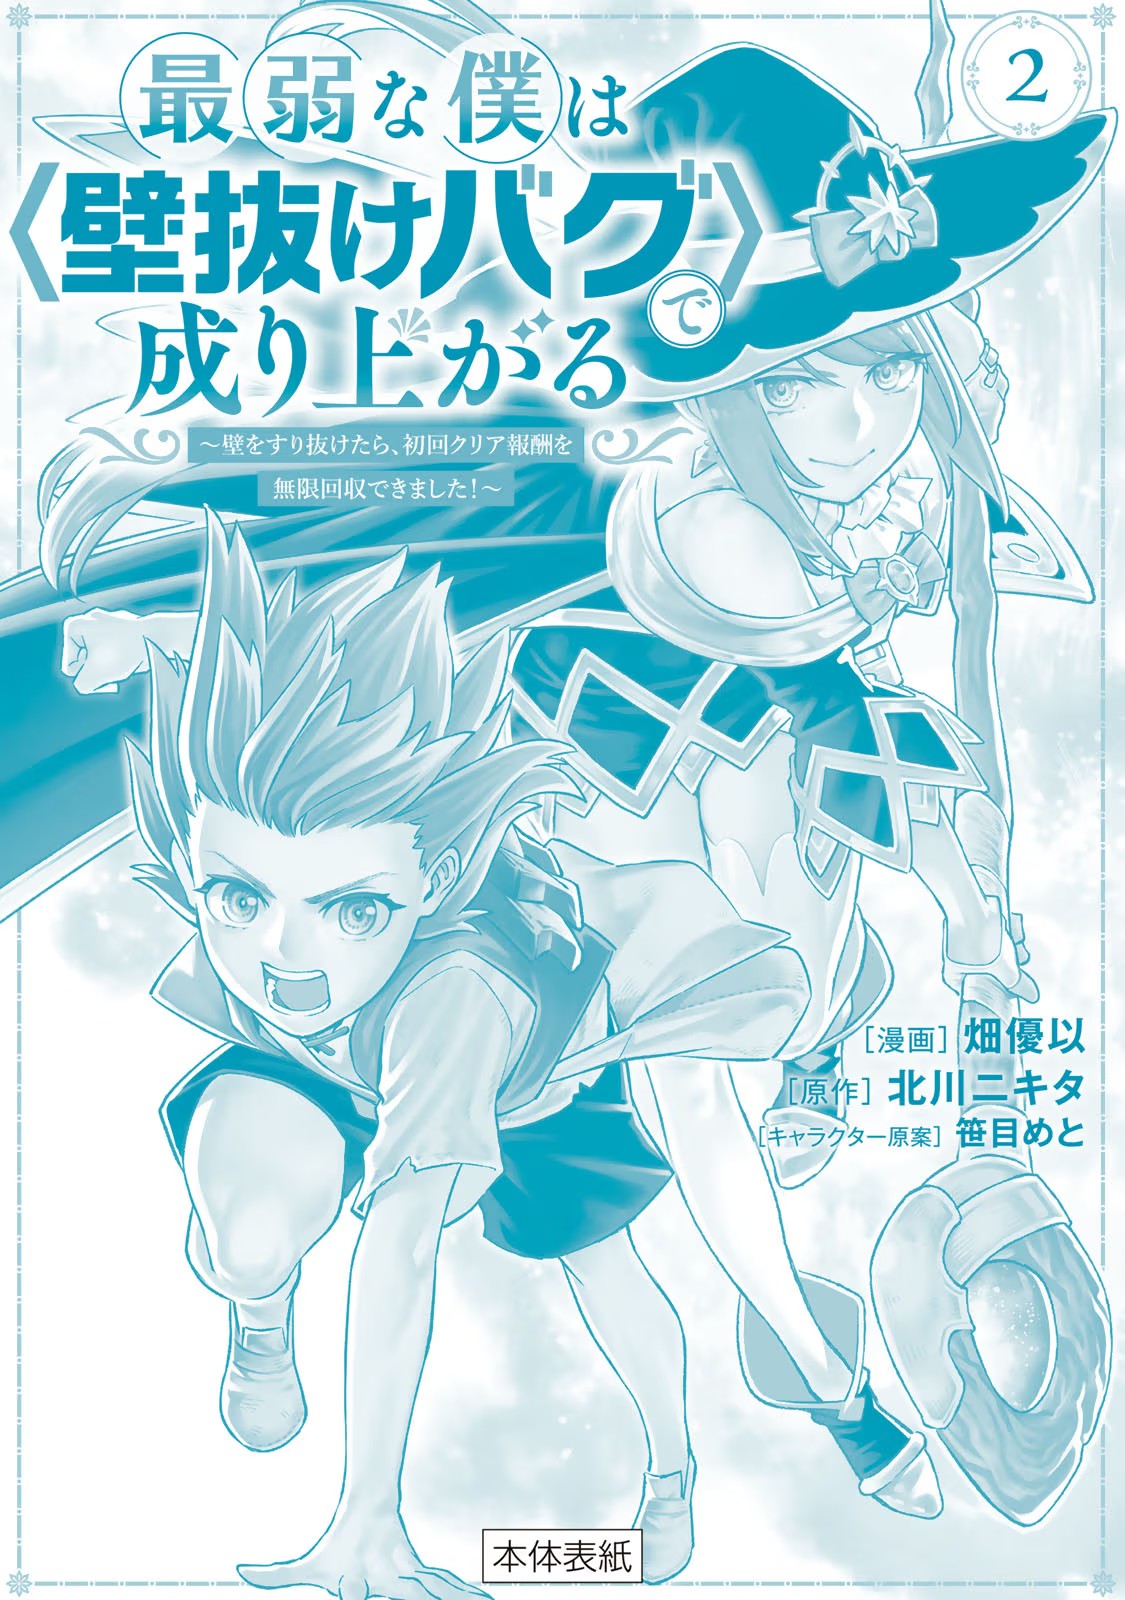 2
最弱な僕は
《壁抜けバグ》で
成り上がる
～壁をすり抜けたら、初回クリア報酬を
無限回収できました!～
[漫画] 畑優以
[原作] 北川ニキタ
[キャラクター原案] 笹目めと
本体表紙